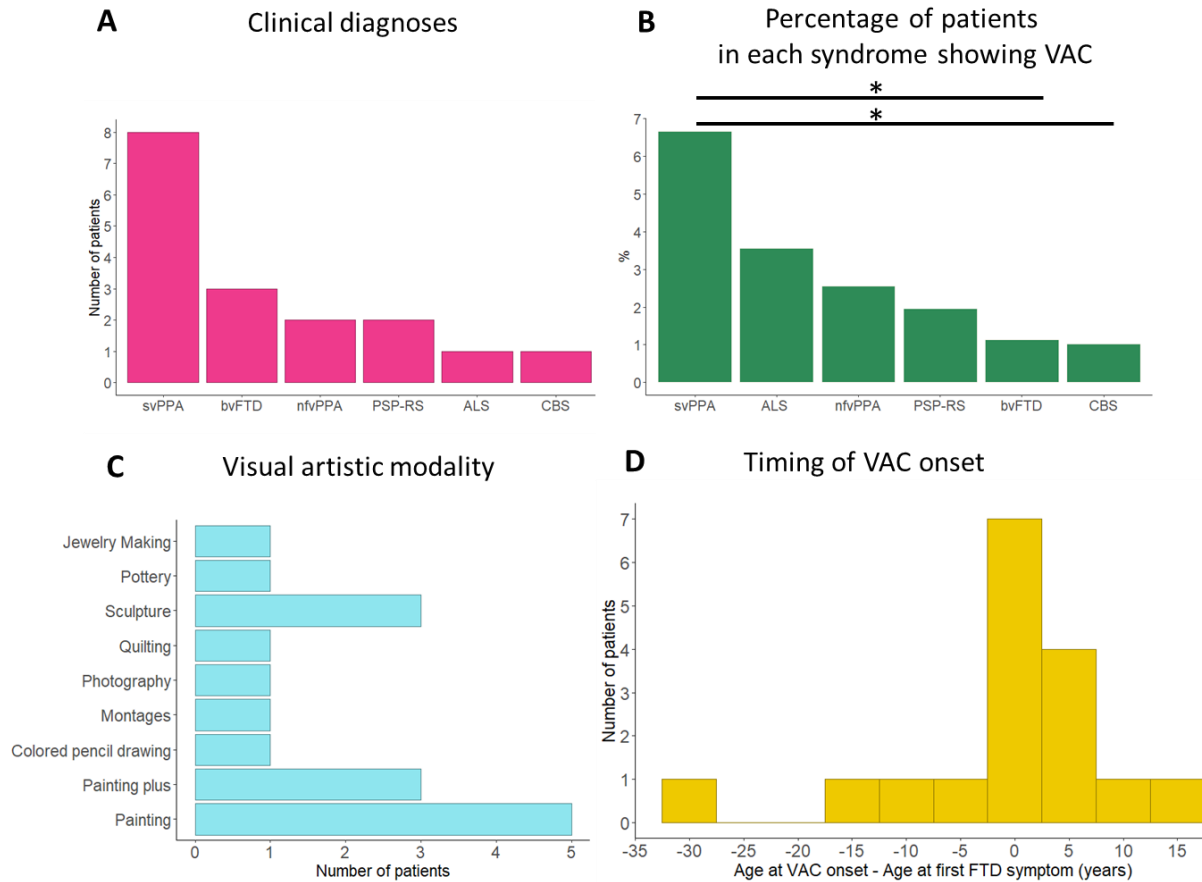 A
Clinical diagnoses
Number of patients
8
7
6
5
4
3
2
1
0
svPPA bvFTD nfvPPA PSP-RS ALS CBS
B
Percentage of patients
in each syndrome showing VAC
*
*
%
7
6
5
4
3
2
1
0
svPPA ALS nfvPPA PSP-RS bvFTD CBS
C
Visual artistic modality
Jewelry Making
Pottery
Sculpture
Quilting
Photography
Montages
Colored pencil drawing
Painting plus
Painting
0 1 2 3 4 5
Number of patients
D
Timing of VAC onset
Number of patients
7
6
5
4
3
2
1
0
-35 -30 -25 -20 -15 -10 -5 0 5 10 15
Age at VAC onset - Age at first FTD symptom (years)